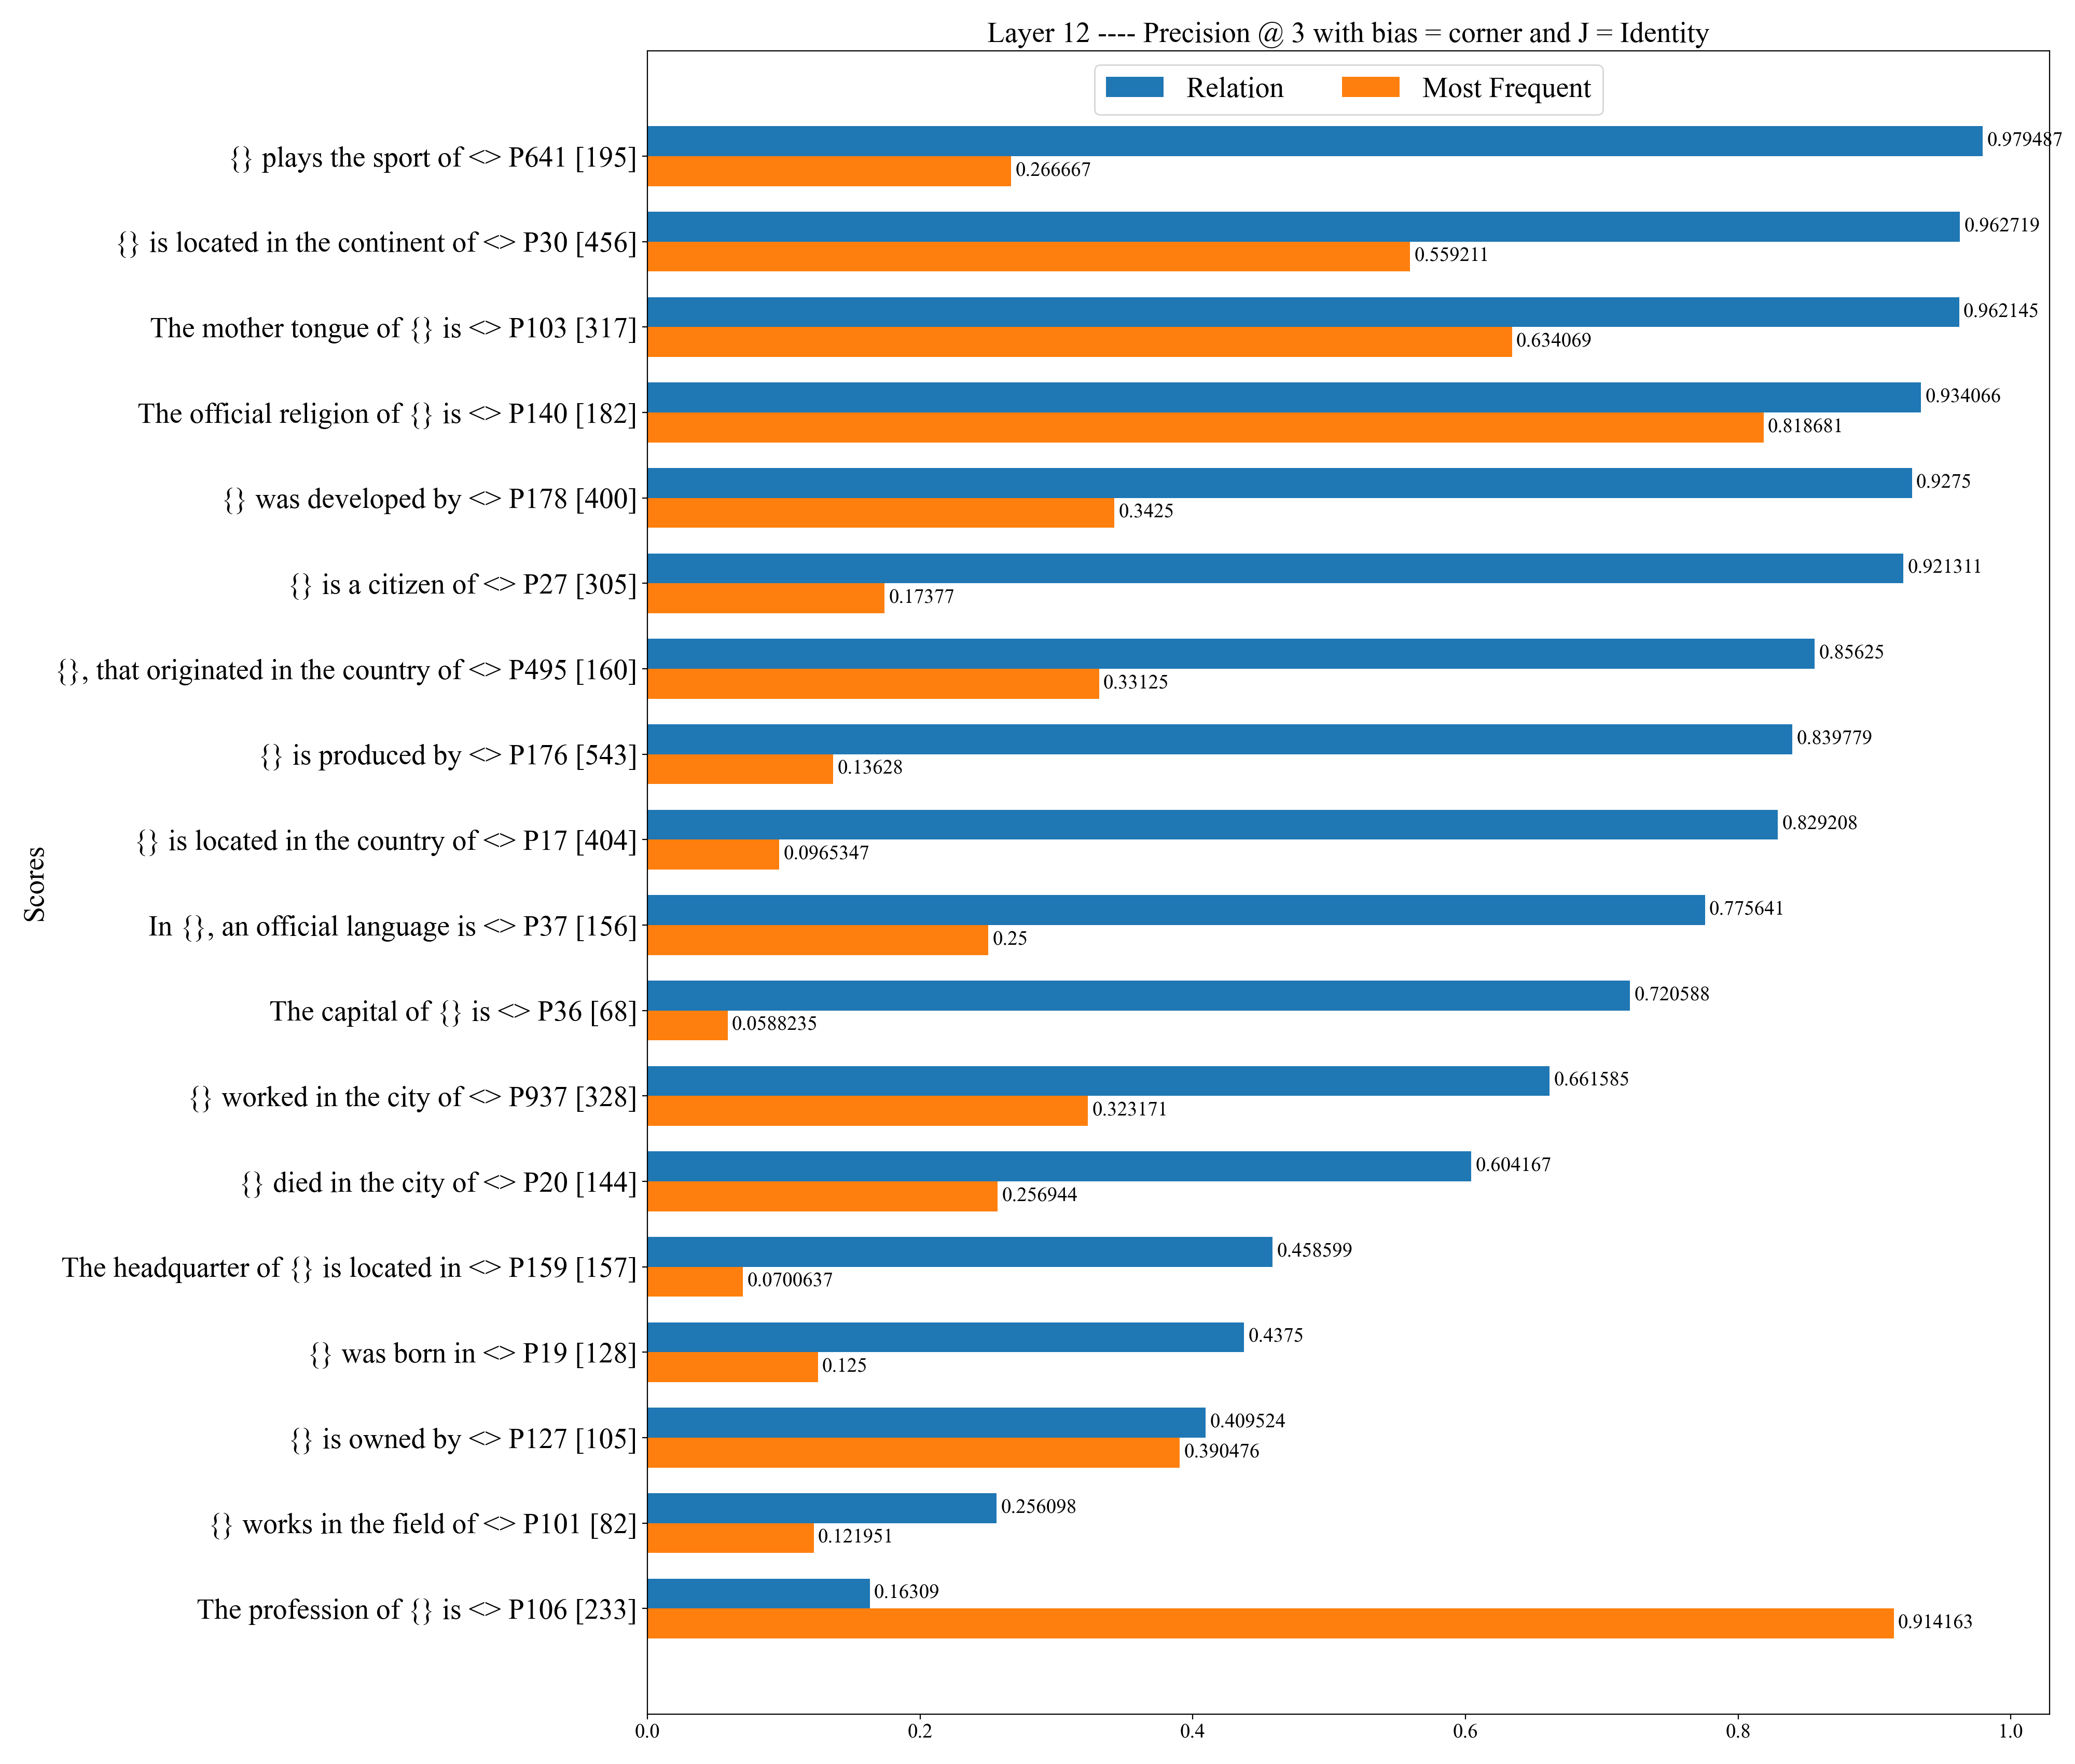 Layer 12 ---- Precision @ 3 with bias = corner and J = Identity
Relation
Most Frequent
{} plays the sport of <> P641 [195]
0.979487
0.266667
{} is located in the continent of <> P30 [456]
0.962719
0.559211
The mother tongue of {} is <> P103 [317]
0.962145
0.634069
The official religion of {} is <> P140 [182]
0.934066
0.818681
{} was developed by <> P178 [400]
0.9275
0.3425
{} is a citizen of <> P27 [305]
0.921311
0.17377
{}, that originated in the country of <> P495 [160]
0.85625
0.33125
{} is produced by <> P176 [543]
0.839779
0.13628
{} is located in the country of <> P17 [404]
0.829208
0.0965347
In {}, an official language is <> P37 [156]
0.775641
0.25
The capital of {} is <> P36 [68]
0.720588
0.0588235
{} worked in the city of <> P937 [328]
0.661585
0.323171
{} died in the city of <> P20 [144]
0.604167
0.256944
The headquarter of {} is located in <> P159 [157]
0.458599
0.0700637
{} was born in <> P19 [128]
0.4375
0.125
{} is owned by <> P127 [105]
0.409524
0.390476
{} works in the field of <> P101 [82]
0.256098
0.121951
The profession of {} is <> P106 [233]
0.16309
0.914163
Scores
0.0
0.2
0.4
0.6
0.8
1.0